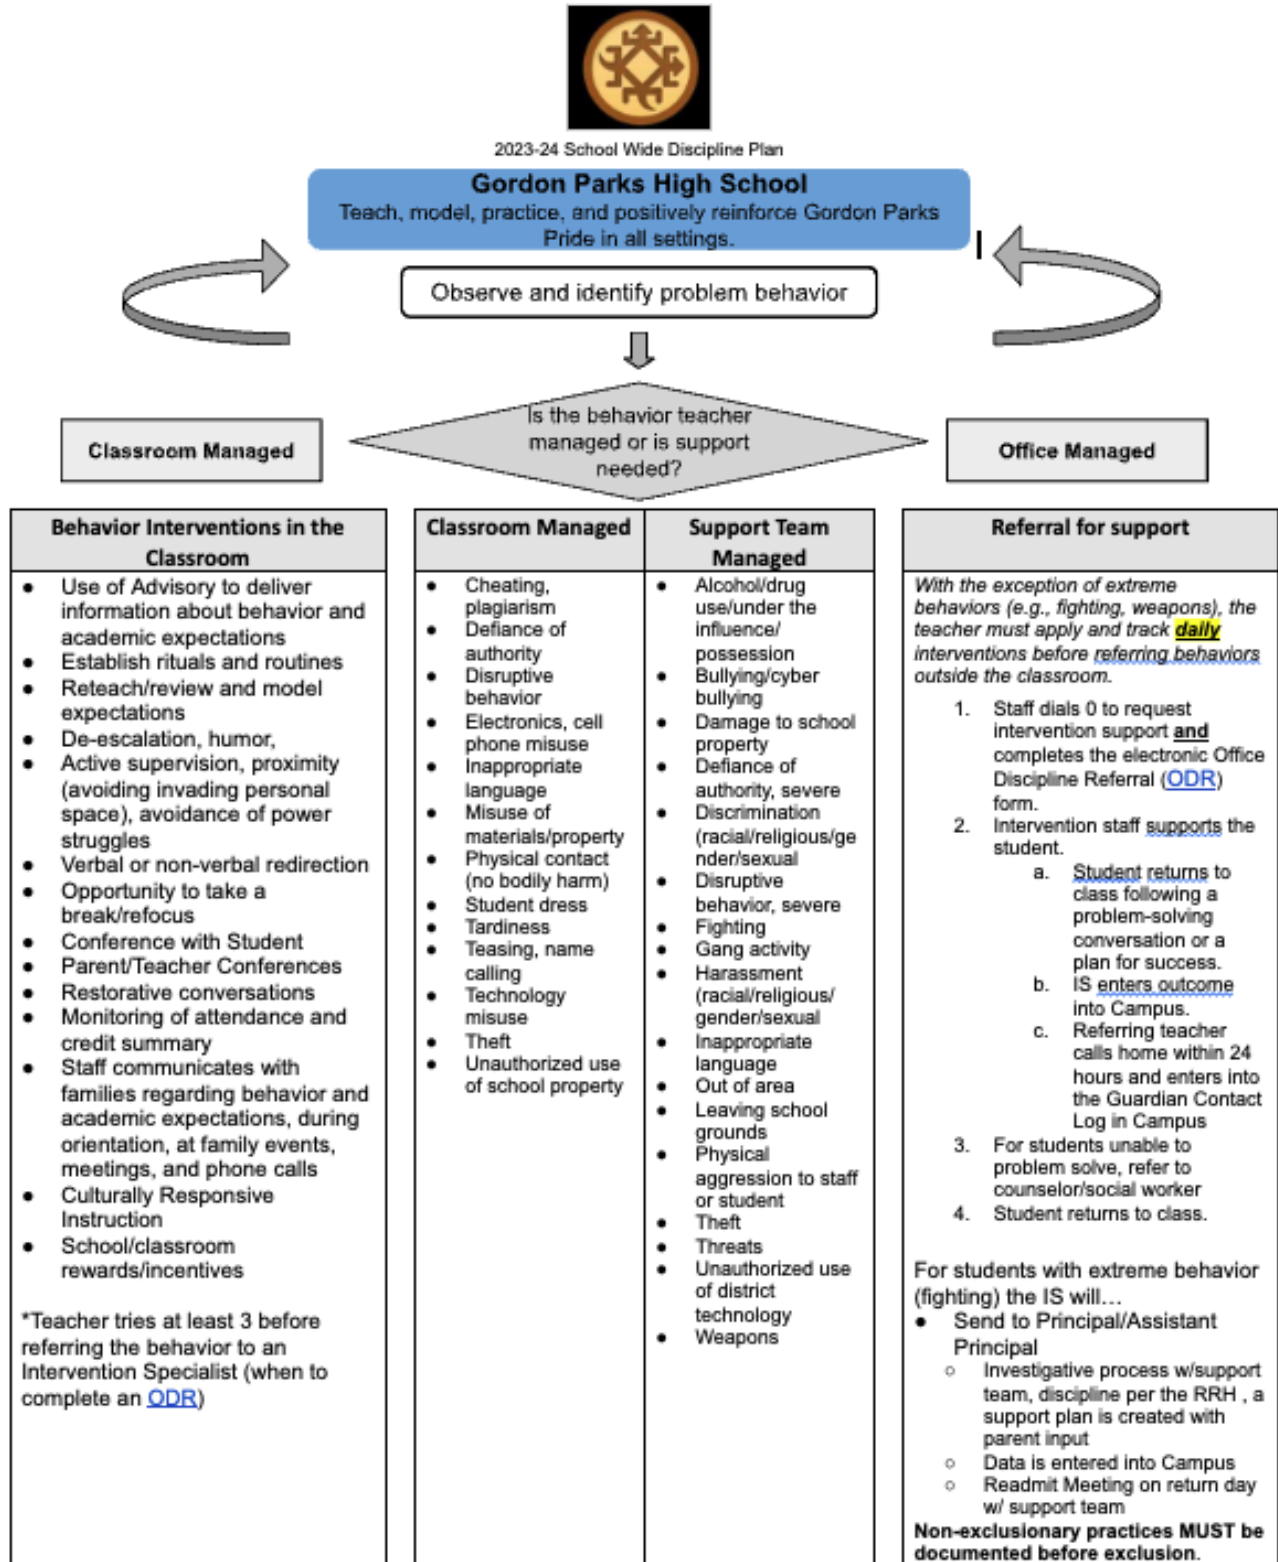 2023-24 School Wide Discipline Plan
Gordon Parks High School
Teach, model, practice, and positively reinforce Gordon Parks
Pride in all settings.
Observe and identify problem behavior
Is the behavior teacher
managed or is support
needed?
Classroom Managed
Office Managed
Behavior Interventions in the
Classroom
● Use of Advisory to deliver
information about behavior and
academic expectations
● Establish rituals and routines
● Reteach/review and model
expectations
● De-escalation, humor,
● Active supervision, proximity
(avoiding invading personal
space), avoidance of power
struggles
● Verbal or non-verbal redirection
● Opportunity to take a
break/refocus
● Conference with Student
● Parent/Teacher Conferences
● Restorative conversations
● Monitoring of attendance and
credit summary
● Staff communicates with
families regarding behavior and
academic expectations, during
orientation, at family events,
meetings, and phone calls
● Culturally Responsive
Instruction
● School/classroom
rewards/incentives
*Teacher tries at least 3 before
referring the behavior to an
Intervention Specialist (when to
complete an ODR)
Classroom Managed
● Cheating,
plagiarism
● Defiance of
authority
● Disruptive
behavior
● Electronics, cell
phone misuse
● Inappropriate
language
● Misuse of
materials/property
● Physical contact
(no bodily harm)
● Student dress
● Tardiness
● Teasing, name
calling
● Technology
misuse
● Theft
● Unauthorized use
of school property
Support Team
Managed
● Alcohol/drug
use/under the
influence/
possession
● Bullying/cyber
bullying
● Damage to school
property
● Defiance of
authority, severe
● Discrimination
(racial/religious/ge
nder/sexual
● Disruptive
behavior, severe
● Fighting
● Gang activity
● Harassment
(racial/religious/
gender/sexual
● Inappropriate
language
● Out of area
● Leaving school
grounds
● Physical
aggression to staff
or student
● Theft
● Threats
● Unauthorized use
of district
technology
● Weapons
Referral for support
With the exception of extreme
behaviors (e.g., fighting, weapons), the
teacher must apply and track daily
interventions before referring behaviors
outside the classroom.
1. Staff dials 0 to request
intervention support and
completes the electronic Office
Discipline Referral (ODR)
form.
2. Intervention staff supports the
student.
a. Student returns to
class following a
problem-solving
conversation or a
plan for success.
b. IS enters outcome
into Campus.
c. Referring teacher
calls home within 24
hours and enters into
the Guardian Contact
Log in Campus
3. For students unable to
problem solve, refer to
counselor/social worker
4. Student returns to class.
For students with extreme behavior
(fighting) the IS will…
● Send to Principal/Assistant
Principal
○ Investigative process w/support
team, discipline per the RRH , a
support plan is created with
parent input
○ Data is entered into Campus
○ Readmit Meeting on return day
w/ support team
Non-exclusionary practices MUST be
documented before exclusion.